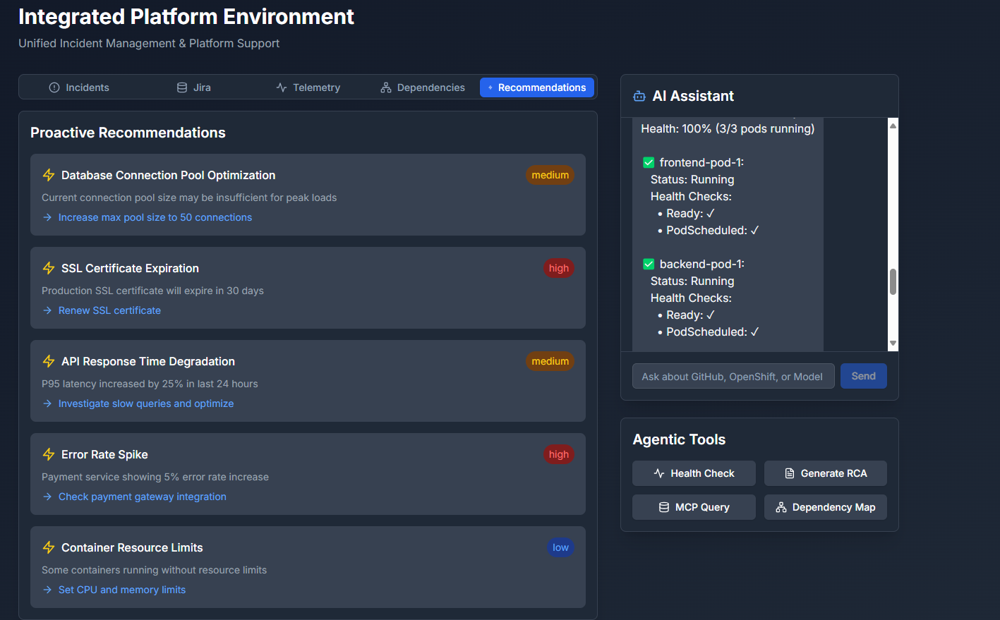 Integrated Platform Environment
Unified Incident Management & Platform Support
Incidents
Jira
Telemetry
Dependencies
Recommendations
Proactive Recommendations
Database Connection Pool Optimization
medium
Current connection pool size may be insufficient for peak loads
→ Increase max pool size to 50 connections
SSL Certificate Expiration
high
Production SSL certificate will expire in 30 days
→ Renew SSL certificate
API Response Time Degradation
medium
P95 latency increased by 25% in last 24 hours
→ Investigate slow queries and optimize
Error Rate Spike
high
Payment service showing 5% error rate increase
→ Check payment gateway integration
Container Resource Limits
low
Some containers running without resource limits
→ Set CPU and memory limits
AI Assistant
Health: 100% (3/3 pods running)
✅ frontend-pod-1:
Status: Running
Health Checks:
• Ready: ✓
• PodScheduled: ✓
✅ backend-pod-1:
Status: Running
Health Checks:
• Ready: ✓
• PodScheduled: ✓
Ask about GitHub, OpenShift, or Model
Send
Agentic Tools
Health Check
Generate RCA
MCP Query
Dependency Map